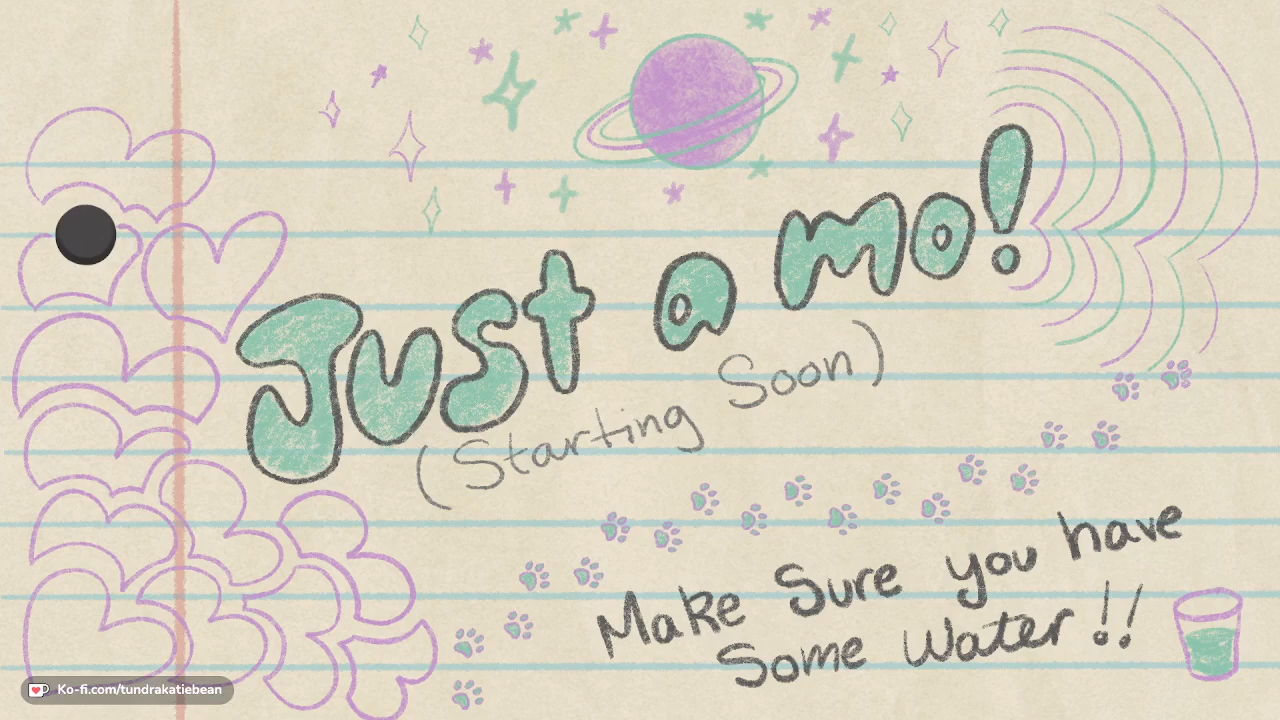 Just a mo!
(Starting Soon)
Make Sure you have
Some Water!!
Ko-fi.com/tundrakatiebean